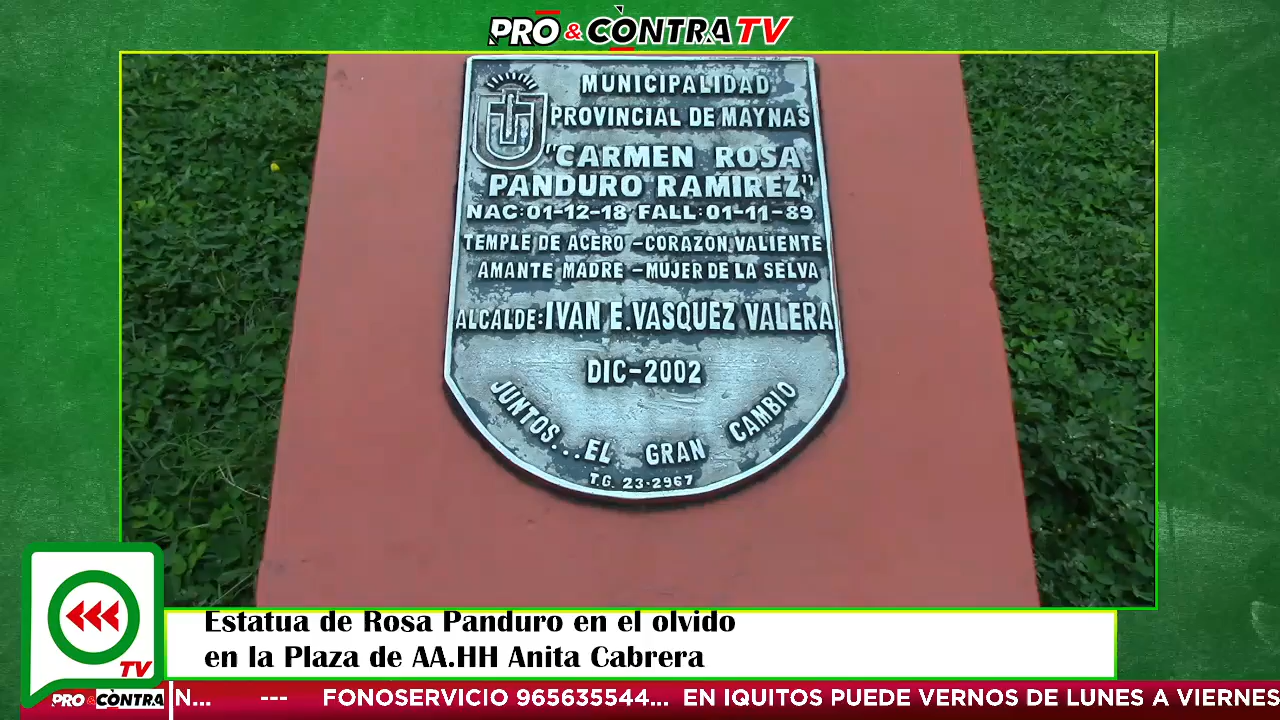 PRO & CONTRA TV
MUNICIPALIDAD
PROVINCIAL DE MAYNAS
"CARMEN ROSA
PANDURO RAMIREZ"
NAC:01-12-18 FALL:01-11-89
TEMPLE DE ACERO -CORAZON VALIENTE
AMANTE MADRE -MUJER DE LA SELVA
ALCALDE: IVAN E. VASQUEZ VALERA
DIC-2002
JUNTOS... EL GRAN CAMBIO
T.G. 23-2967
TV
Estatua de Rosa Panduro en el olvido
en la Plaza de AA.HH Anita Cabrera
PRO & CONTRA N... --- FONOSERVICIO 965635544... EN IQUITOS PUEDE VERNOS DE LUNES A VIERNES